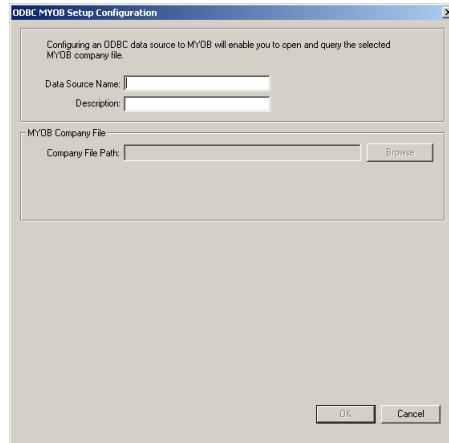 ODBC MYOB Setup Configuration
Configuring an ODBC data source to MYOB will enable you to open and query the selected
MYOB company file.
Data Source Name:
Description:
MYOB Company File
Company File Path:
Browse
OK
Cancel